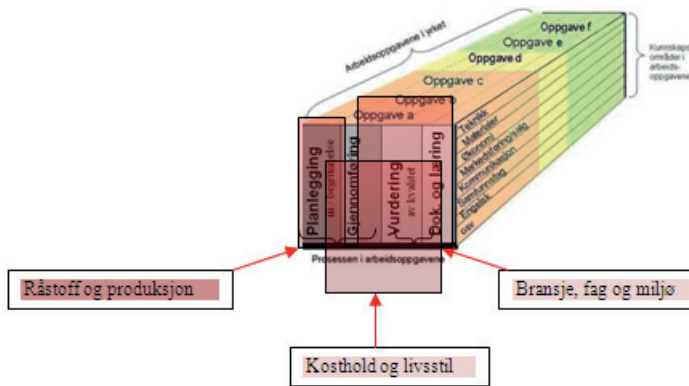 Arbeidsoppgavene i yrket
Oppgave f
Oppgave e
Oppgave d
Oppgave c
Oppgave b
Oppgave a
Kunnskaps
områder i
arbeids-
oppgavene
Planlegging
m/ begrunnelse
Gjennomføring
Vurdering
av kvalitet
Dok. og læring
Teknikk
Materialer
Økonomi
Markedsføring/salg
Kommunikasjon
Samfunnsfag
Engelsk
osv
Prosessen i arbeidsoppgavene
Råstoff og produksjon
Bransje, fag og miljø
Kosthold og livsstil